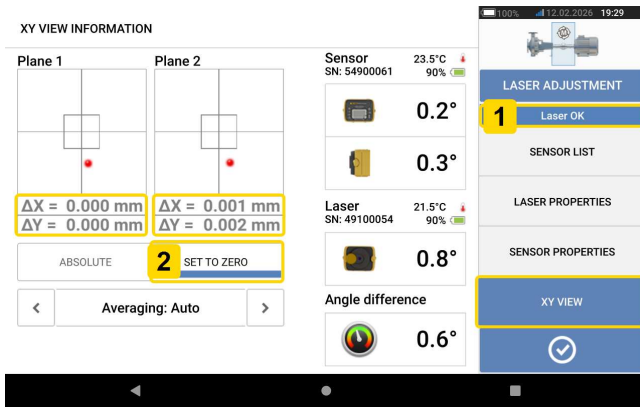 100% 12.02.2026 19:29
XY VIEW INFORMATION
Plane 1
Plane 2
ΔX = 0.000 mm
ΔY = 0.000 mm
ΔX = 0.001 mm
ΔY = 0.002 mm
ABSOLUTE
2
SET TO ZERO
<
Averaging: Auto
>
Sensor 23.5°C
SN: 54900061 90%
0.2°
0.3°
Laser 21.5°C
SN: 49100054 90%
0.8°
Angle difference
0.6°
LASER ADJUSTMENT
1
Laser OK
SENSOR LIST
LASER PROPERTIES
SENSOR PROPERTIES
XY VIEW